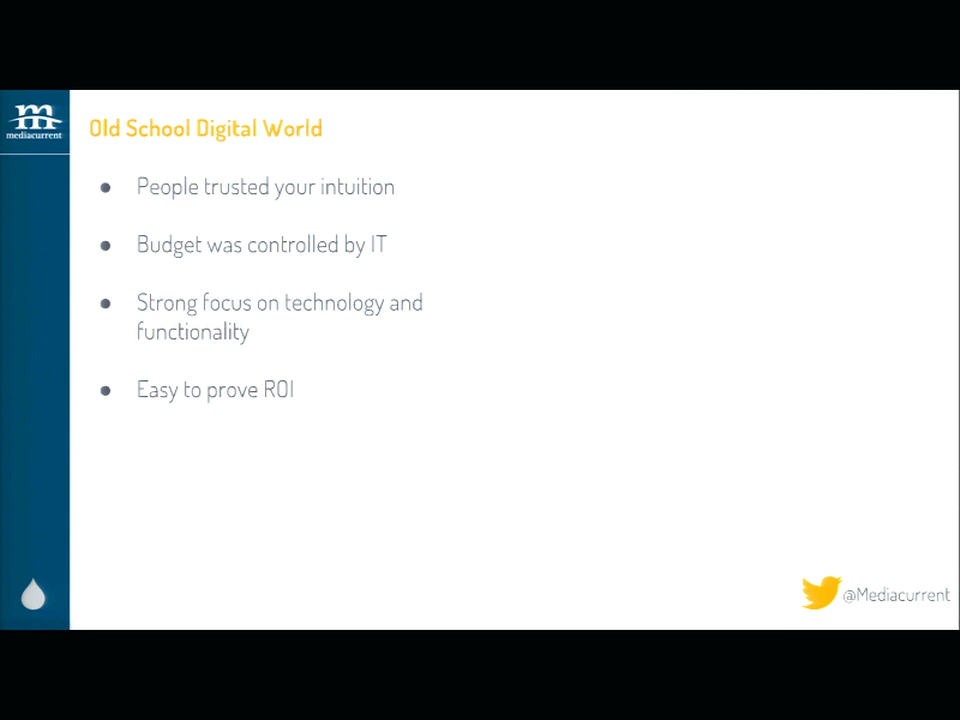 mediacurrent
Old School Digital World
● People trusted your intuition
● Budget was controlled by IT
● Strong focus on technology and
functionality
● Easy to prove ROI
@Mediacurrent